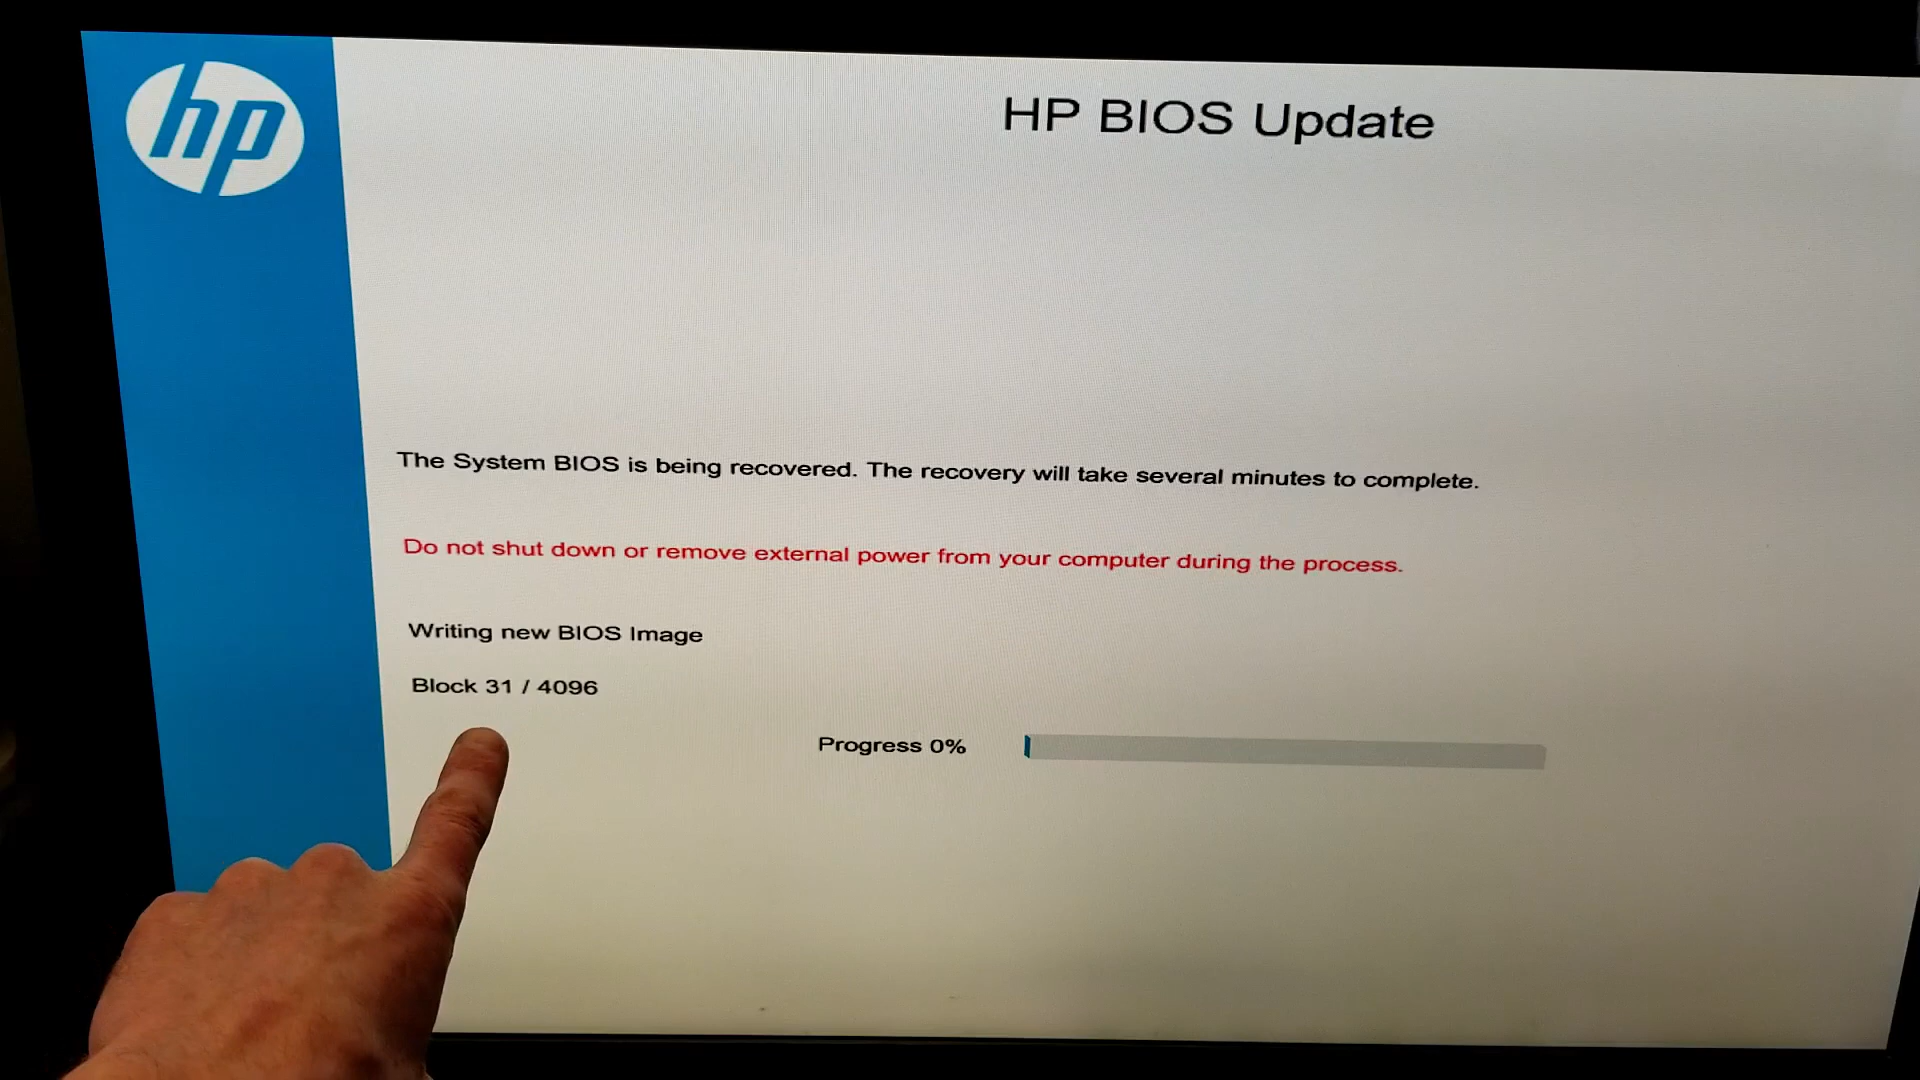 hp
HP BIOS Update
The System BIOS is being recovered. The recovery will take several minutes to complete.
Do not shut down or remove external power from your computer during the process.
Writing new BIOS Image
Block 31 / 4096
Progress 0%